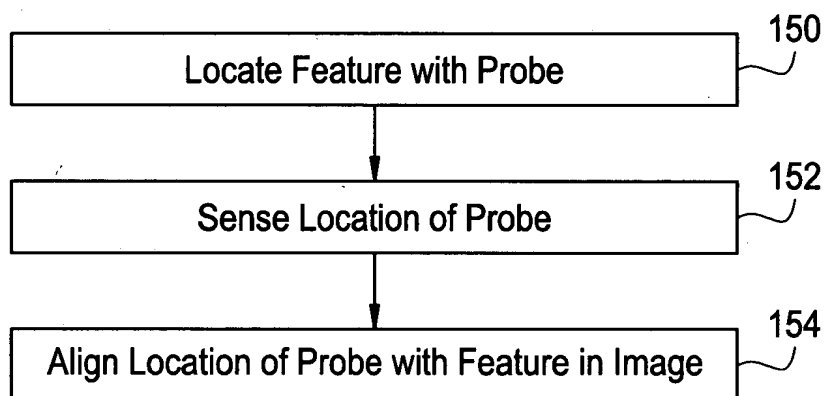 150
Locate Feature with Probe
152
Sense Location of Probe
154
Align Location of Probe with Feature in Image